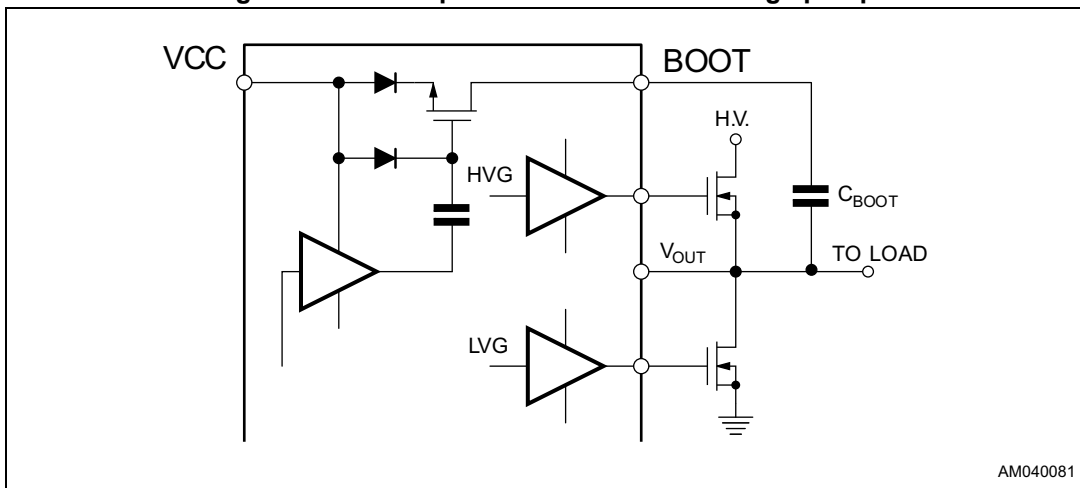 VCC
BOOT
H.V.
HVG
C_BOOT
V_OUT
TO LOAD
LVG
AM040081